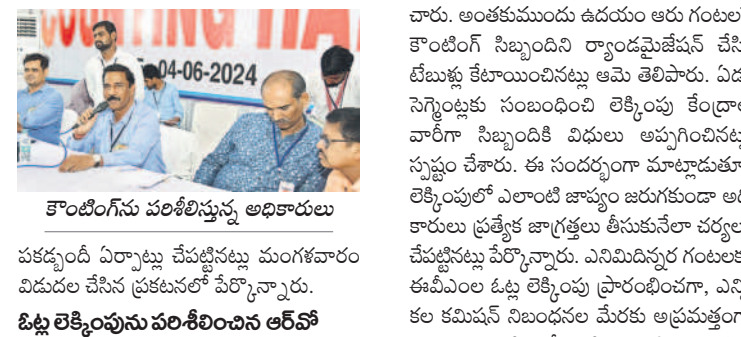 COUNTING HA
04-06-2024
కౌంటింగ్‌ను పరిశీలిస్తున్న అధికారులు
పకడ్బందీ ఏర్పాట్లు చేపట్టినట్లు మంగళవారం
విడుదల చేసిన ప్రకటనలో పేర్కొన్నారు.
ఓట్ల లెక్కింపును పరిశీలించిన ఆర్‌వో
చారు. అంతకుముందు ఉదయం ఆరు గంటల
కౌంటింగ్ సిబ్బందిని ర్యాండమైజేషన్ చేసి
టేబుళ్లు కేటాయించినట్లు ఆమె తెలిపారు. ఏడు
సెగ్మెంట్లకు సంబంధించి లెక్కింపు కేంద్రాల
వారీగా సిబ్బందికి విధులు అప్పగించినట్లు
స్పష్టం చేశారు. ఈ సందర్భంగా మాట్లాడుతూ
లెక్కింపులో ఎలాంటి జాప్యం జరుగకుండా అధి
కారులు ప్రత్యేక జాగ్రత్తలు తీసుకునేలా చర్యలు
చేపట్టినట్లు పేర్కొన్నారు. ఎనిమిదిన్నర గంటలకు
ఈవీఎంల ఓట్ల లెక్కింపు ప్రారంభించగా, ఎన్ని
కల కమిషన్ నిబంధనల మేరకు అప్రమత్తంగా